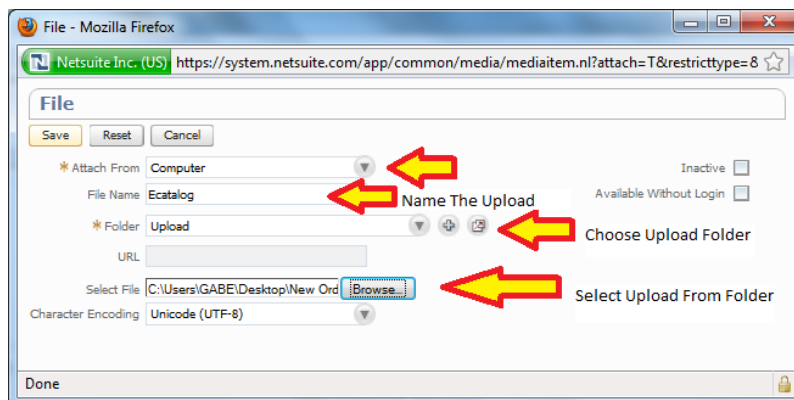 File - Mozilla Firefox
Netsuite Inc. (US) https://system.netsuite.com/app/common/media/mediaitem.nl?attach=T&restricttype=8
File
Save Reset Cancel
* Attach From Computer Inactive
File Name Ecatalog Name The Upload Available Without Login
* Folder Upload Choose Upload Folder
URL
Select File C:\Users\GABE\Desktop\New Ord Browse... Select Upload From Folder
Character Encoding Unicode (UTF-8)
Done